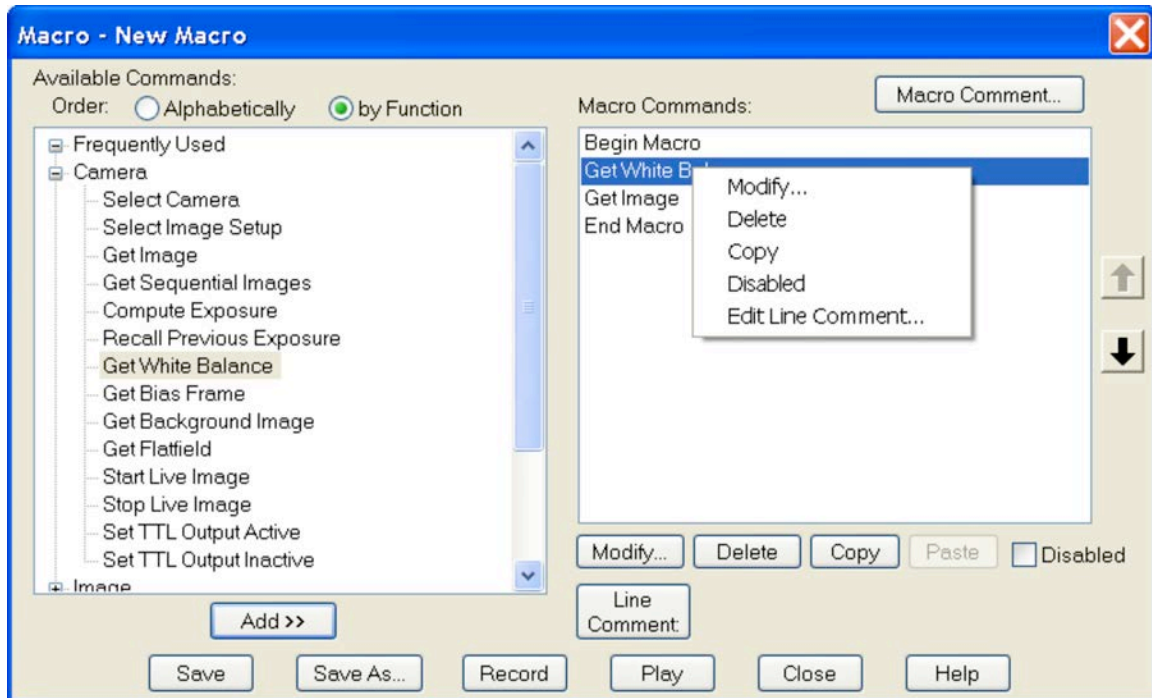 Macro - New Macro
Available Commands:
Order: Alphabetically by Function
Frequently Used
Camera
Select Camera
Select Image Setup
Get Image
Get Sequential Images
Compute Exposure
Recall Previous Exposure
Get White Balance
Get Bias Frame
Get Background Image
Get Flatfield
Start Live Image
Stop Live Image
Set TTL Output Active
Set TTL Output Inactive
Image
Add >>
Macro Commands:
Macro Comment...
Begin Macro
Get White
Get Image
End Macro
Modify...
Delete
Copy
Disabled
Edit Line Comment...
Modify... Delete Copy Paste Disabled
Line
Comment:
Save Save As... Record Play Close Help